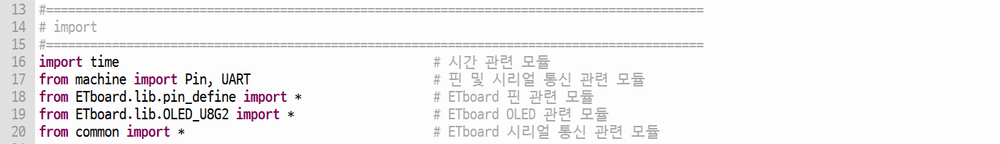 13 #==========================================================================================
14 # import
15 #==========================================================================================
16 import time # 시간 관련 모듈
17 from machine import Pin, UART # 핀 및 시리얼 통신 관련 모듈
18 from ETboard.lib.pin_define import * # ETboard 핀 관련 모듈
19 from ETboard.lib.OLED_U8G2 import * # ETboard OLED 관련 모듈
20 from common import * # ETboard 시리얼 통신 관련 모듈